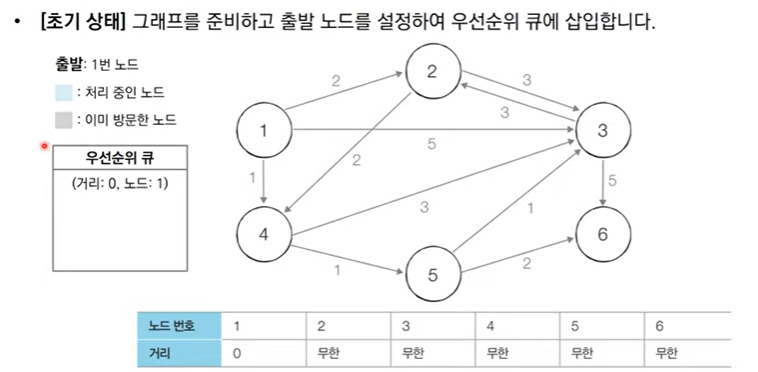 • [초기 상태] 그래프를 준비하고 출발 노드를 설정하여 우선순위 큐에 삽입합니다.
출발: 1번 노드
: 처리 중인 노드
: 이미 방문한 노드
우선순위 큐
(거리: 0, 노드: 1)
2
2
3
3
1
5
3
2
1
5
4
3
1
6
1
5
2
노드 번호 1 2 3 4 5 6
거리 0 무한 무한 무한 무한 무한